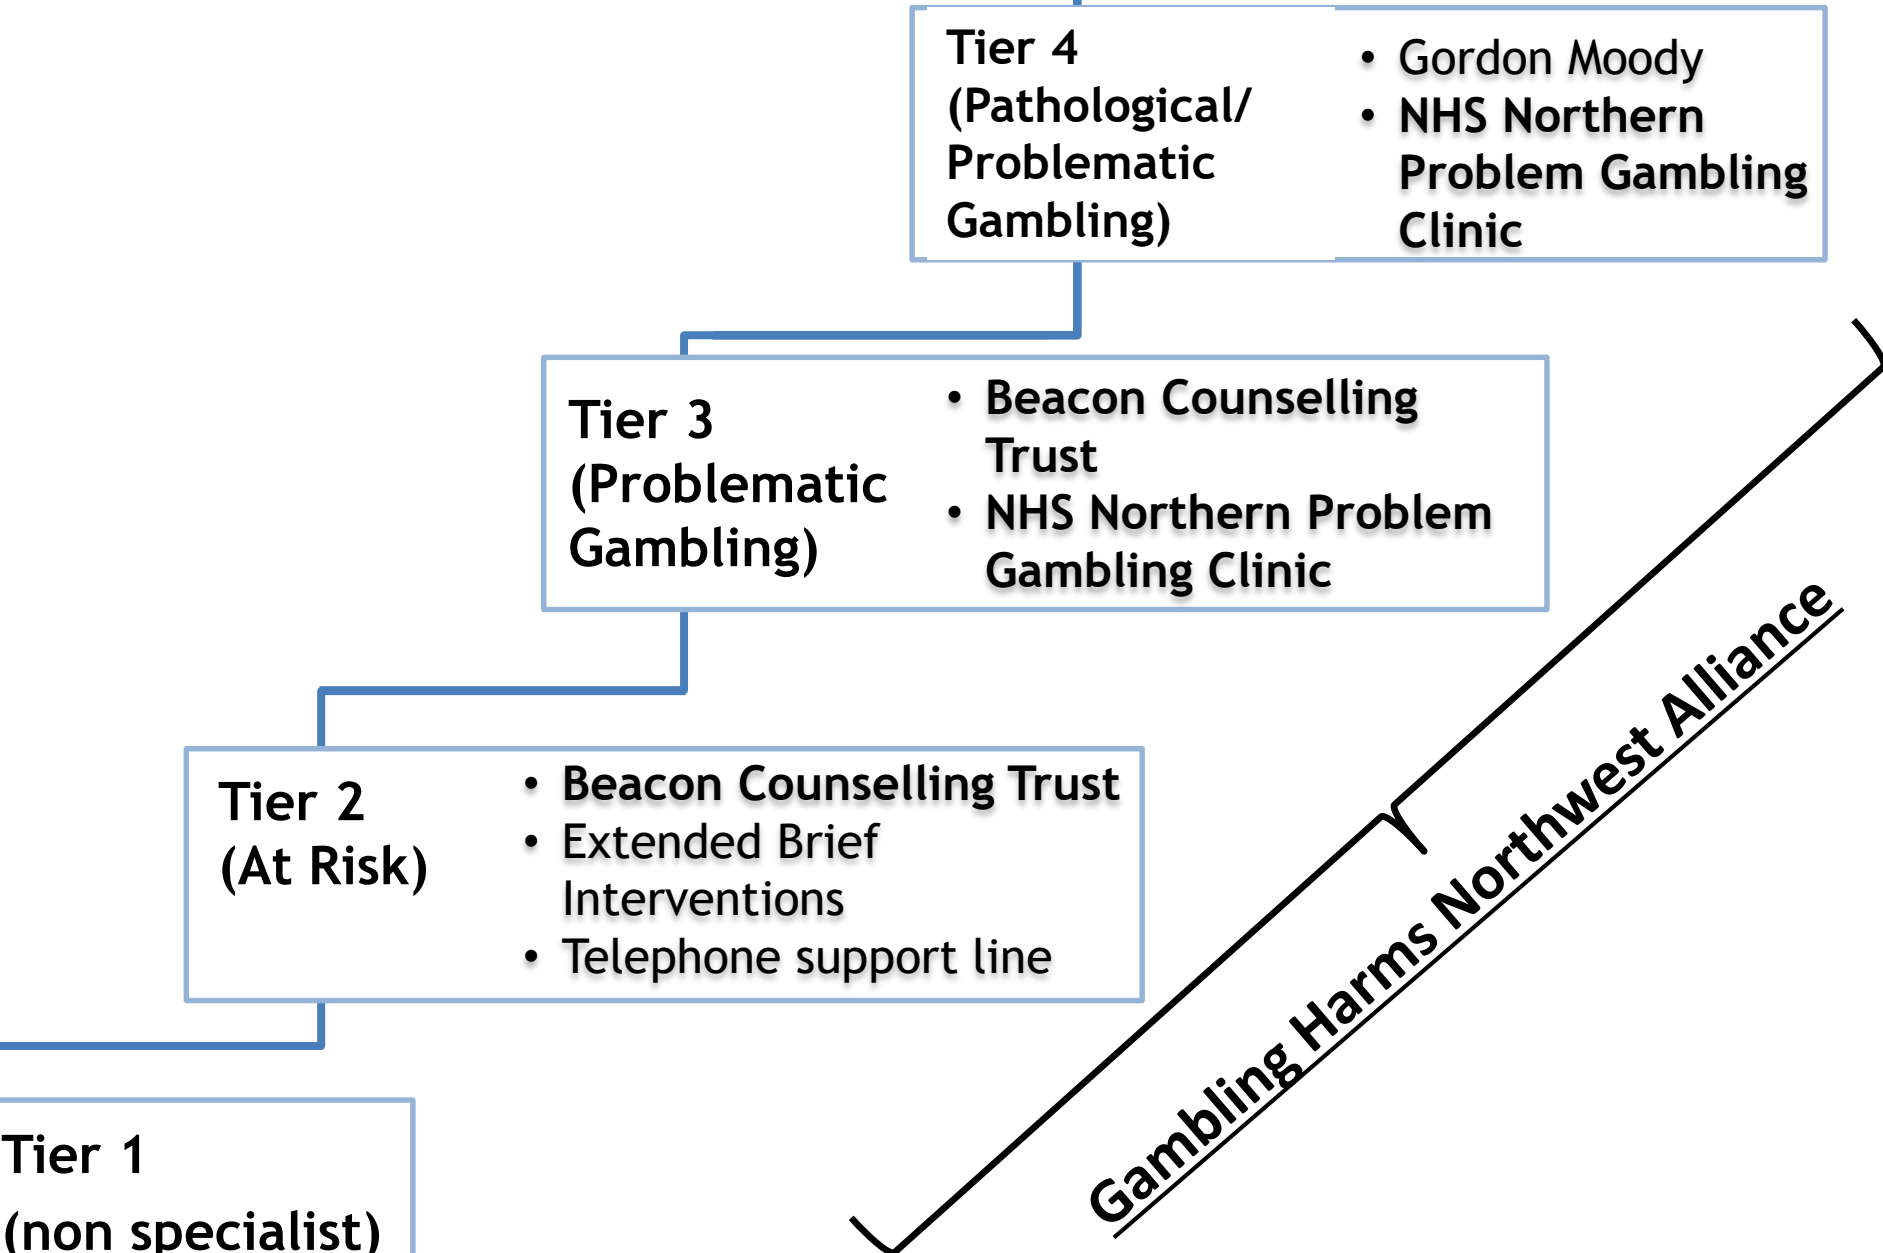 Tier 4
(Pathological/
Problematic
Gambling)
• Gordon Moody
• NHS Northern
Problem Gambling
Clinic
Tier 3
(Problematic
Gambling)
• Beacon Counselling
Trust
• NHS Northern Problem
Gambling Clinic
Tier 2
(At Risk)
• Beacon Counselling Trust
• Extended Brief
Interventions
• Telephone support line
Tier 1
(non specialist)
Gambling Harms Northwest Alliance